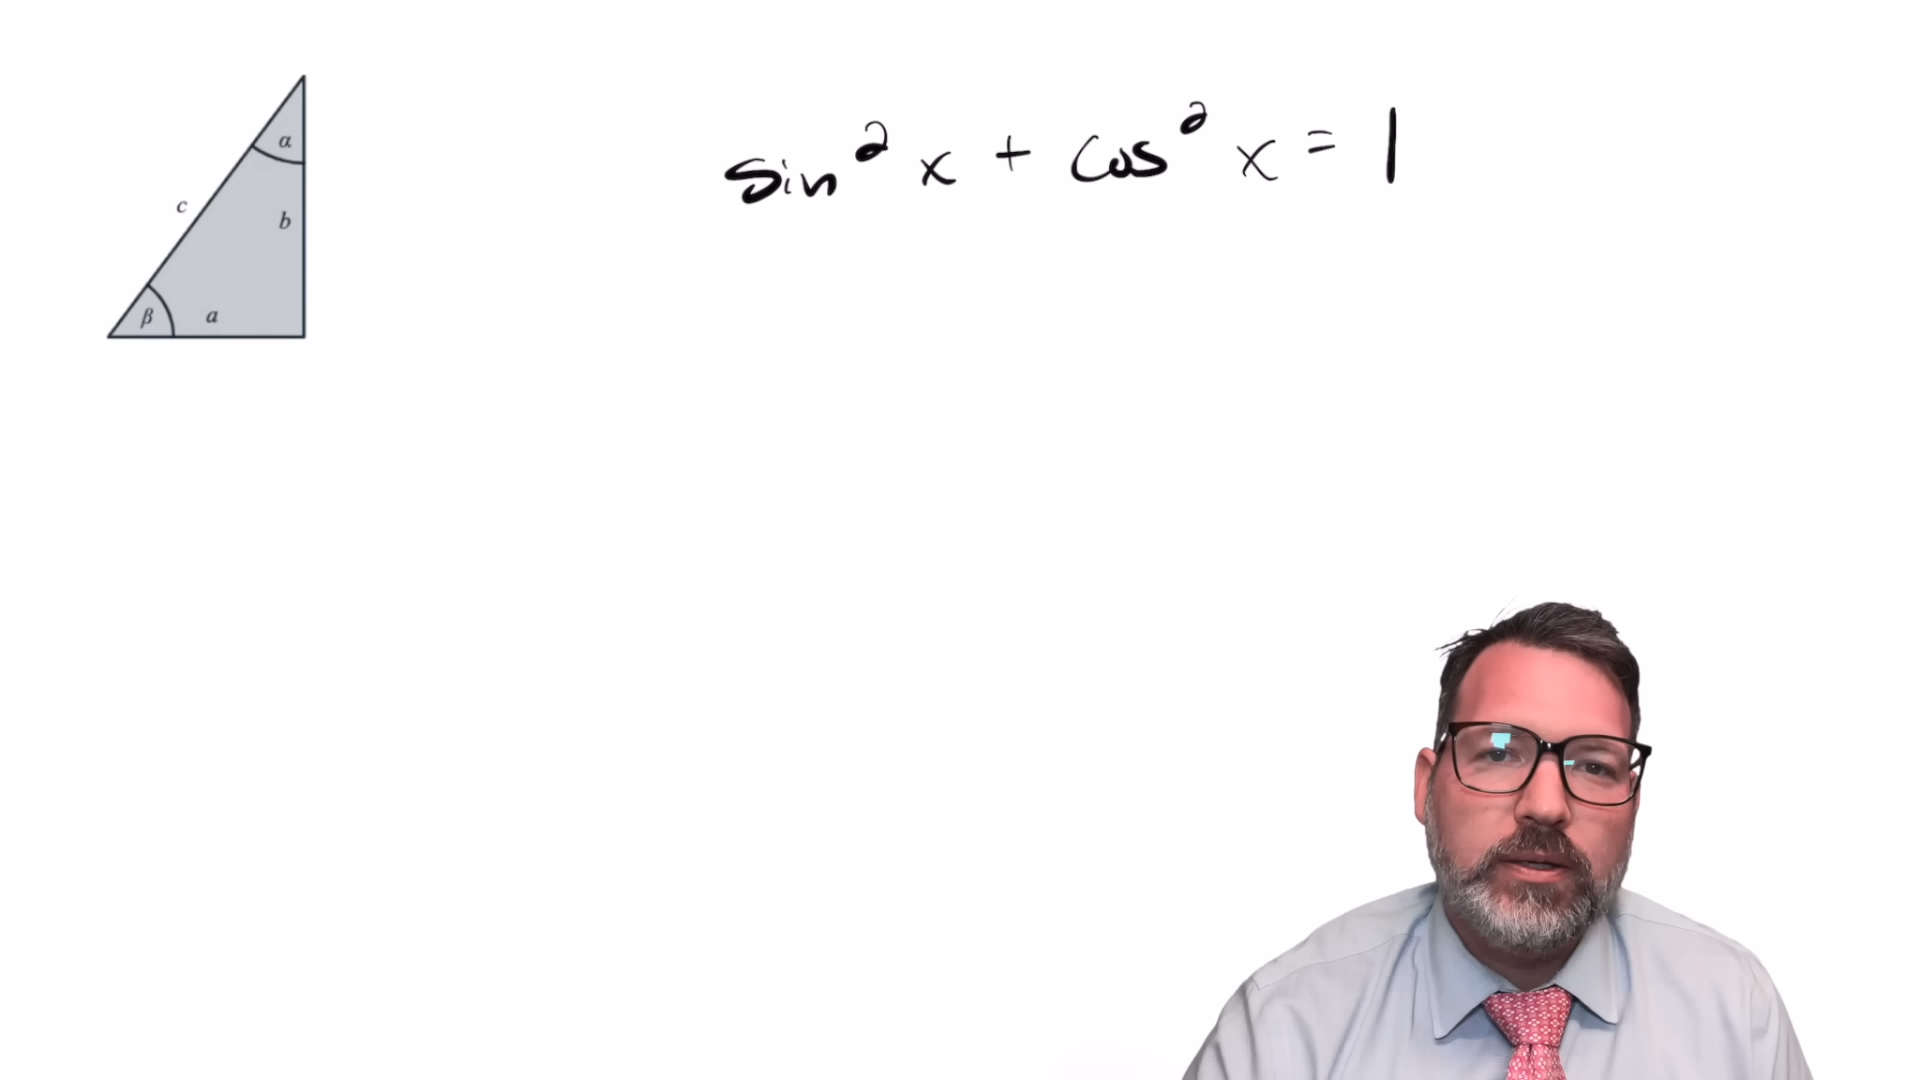 sin² x + cos² x = 1
α
c
b
β a